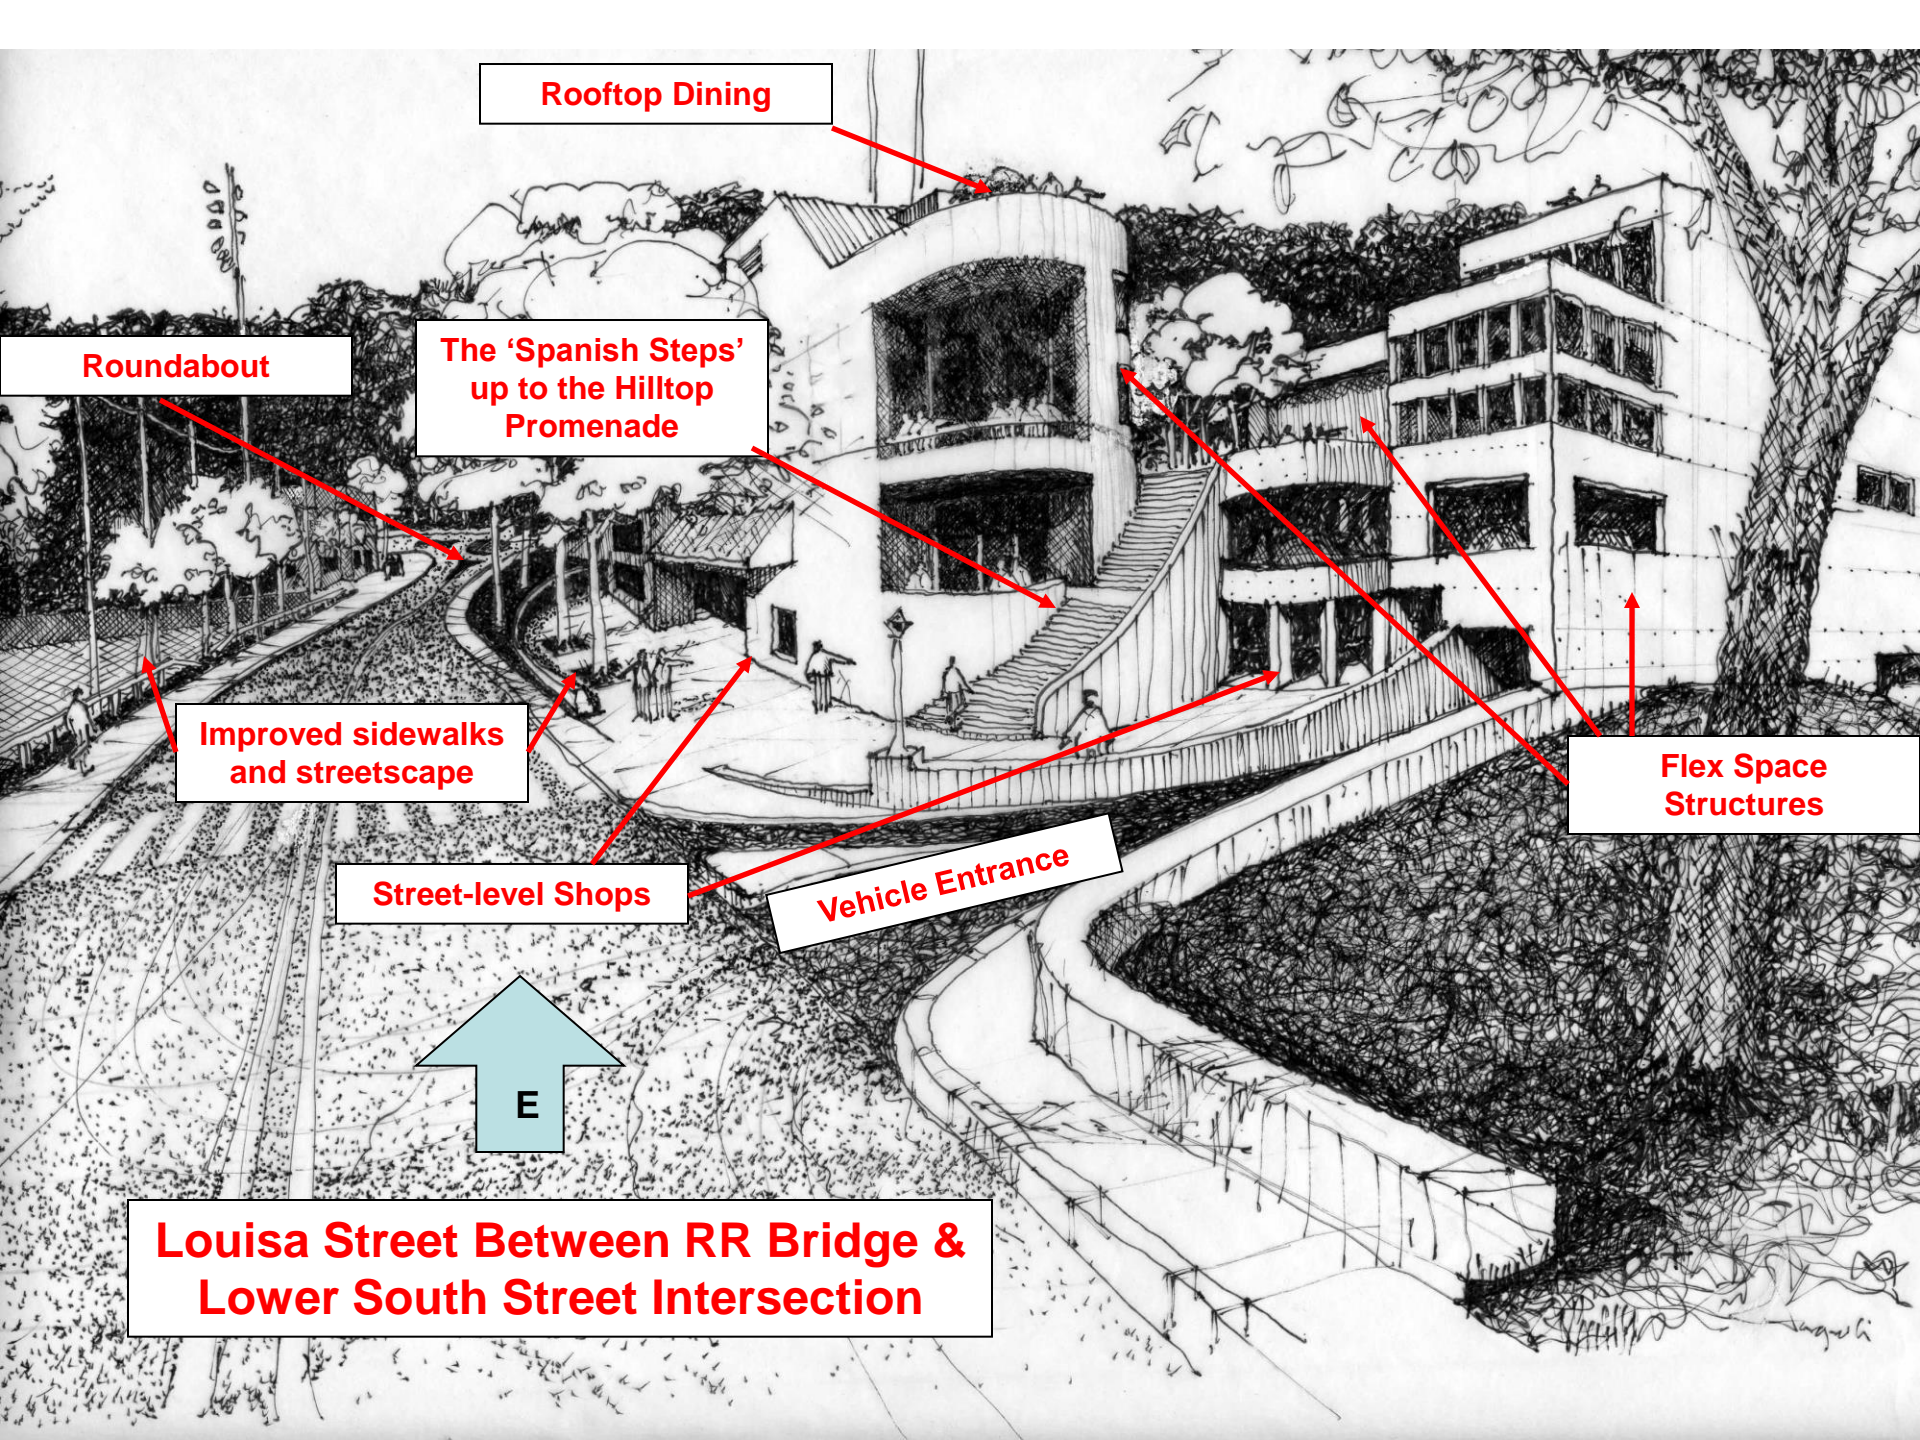 Rooftop Dining
Roundabout
The ‘Spanish Steps’
up to the Hilltop
Promenade
Improved sidewalks
and streetscape
Flex Space
Structures
Street-level Shops
Vehicle Entrance
E
Louisa Street Between RR Bridge &
Lower South Street Intersection